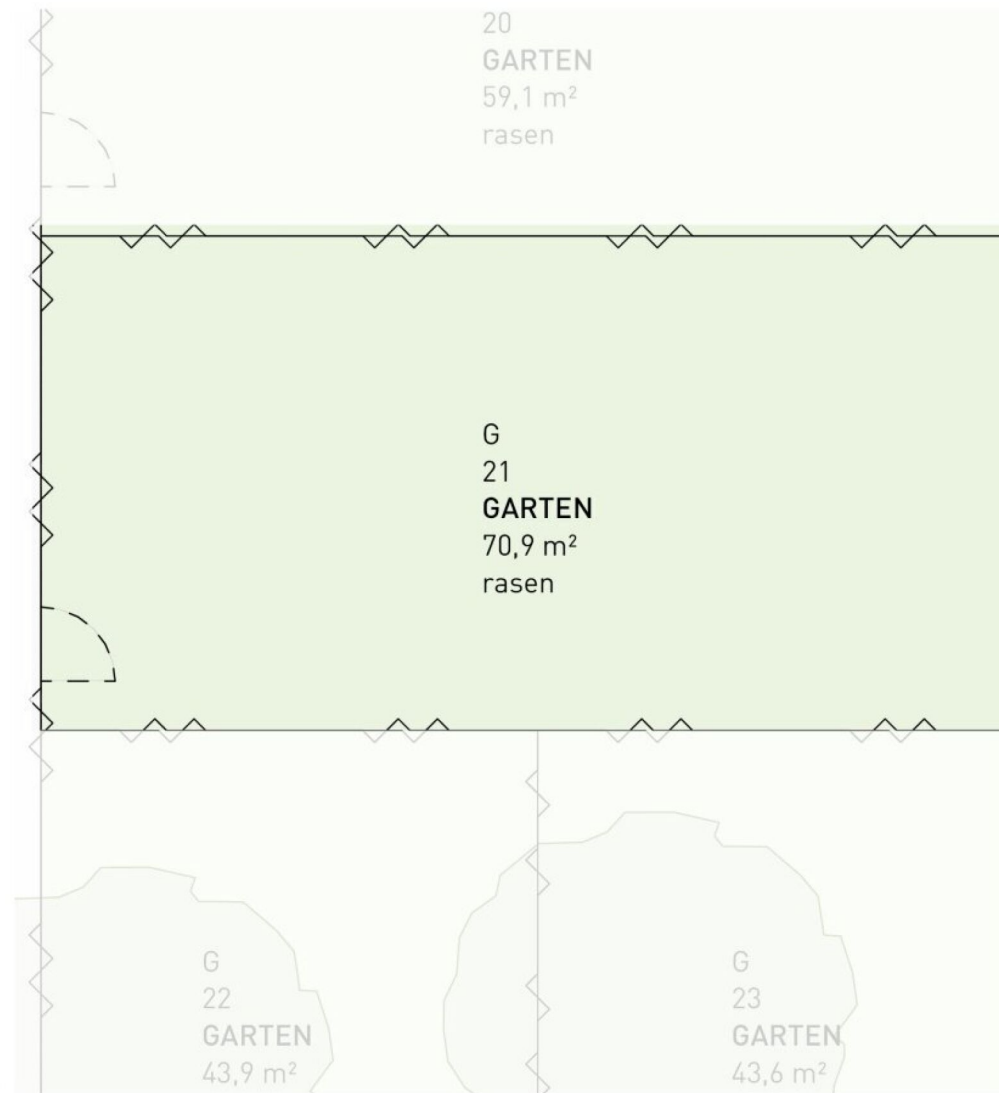 20
GARTEN
59,1 m²
rasen
G
21
GARTEN
70,9 m²
rasen
G
22
GARTEN
43,9 m²
G
23
GARTEN
43,6 m²